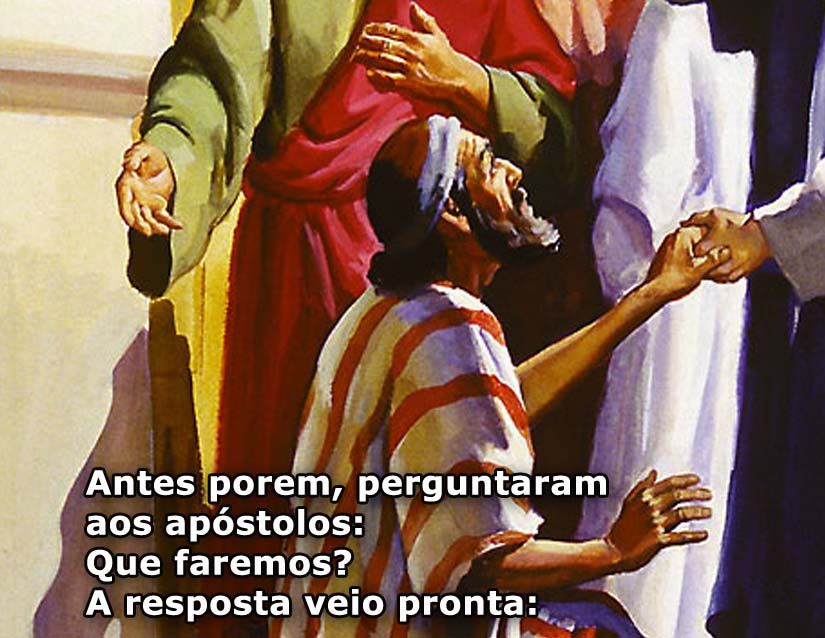 Antes porem, perguntaram
aos apóstolos:
Que faremos?
A resposta veio pronta: